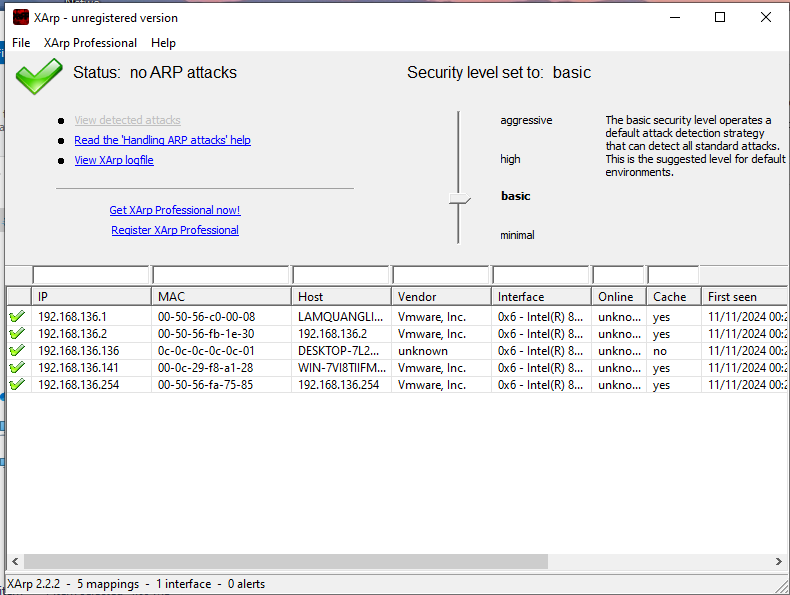 XArp - unregistered version
File XArp Professional Help
Status: no ARP attacks
Security level set to: basic
View detected attacks
Read the 'Handling ARP attacks' help
View XArp logfile
Get XArp Professional now!
Register XArp Professional
aggressive
high
basic
minimal
The basic security level operates a
default attack detection strategy
that can detect all standard attacks.
This is the suggested level for default
environments.
IP MAC Host Vendor Interface Online Cache First seen
192.168.136.1 00-50-56-c0-00-08 LAMQUANGLI... Vmware, Inc. 0x6 - Intel(R) 8... unkno... yes 11/11/2024 00:2
192.168.136.2 00-50-56-fb-1e-30 192.168.136.2 Vmware, Inc. 0x6 - Intel(R) 8... unkno... yes 11/11/2024 00:2
192.168.136.136 0c-0c-0c-0c-0c-01 DESKTOP-7L2... unknown 0x6 - Intel(R) 8... unkno... no 11/11/2024 00:2
192.168.136.141 00-0c-29-f8-a1-28 WIN-7VI8TIIFM... Vmware, Inc. 0x6 - Intel(R) 8... unkno... yes 11/11/2024 00:2
192.168.136.254 00-50-56-fa-75-85 192.168.136.254 Vmware, Inc. 0x6 - Intel(R) 8... unkno... yes 11/11/2024 00:2
XArp 2.2.2 - 5 mappings - 1 interface - 0 alerts